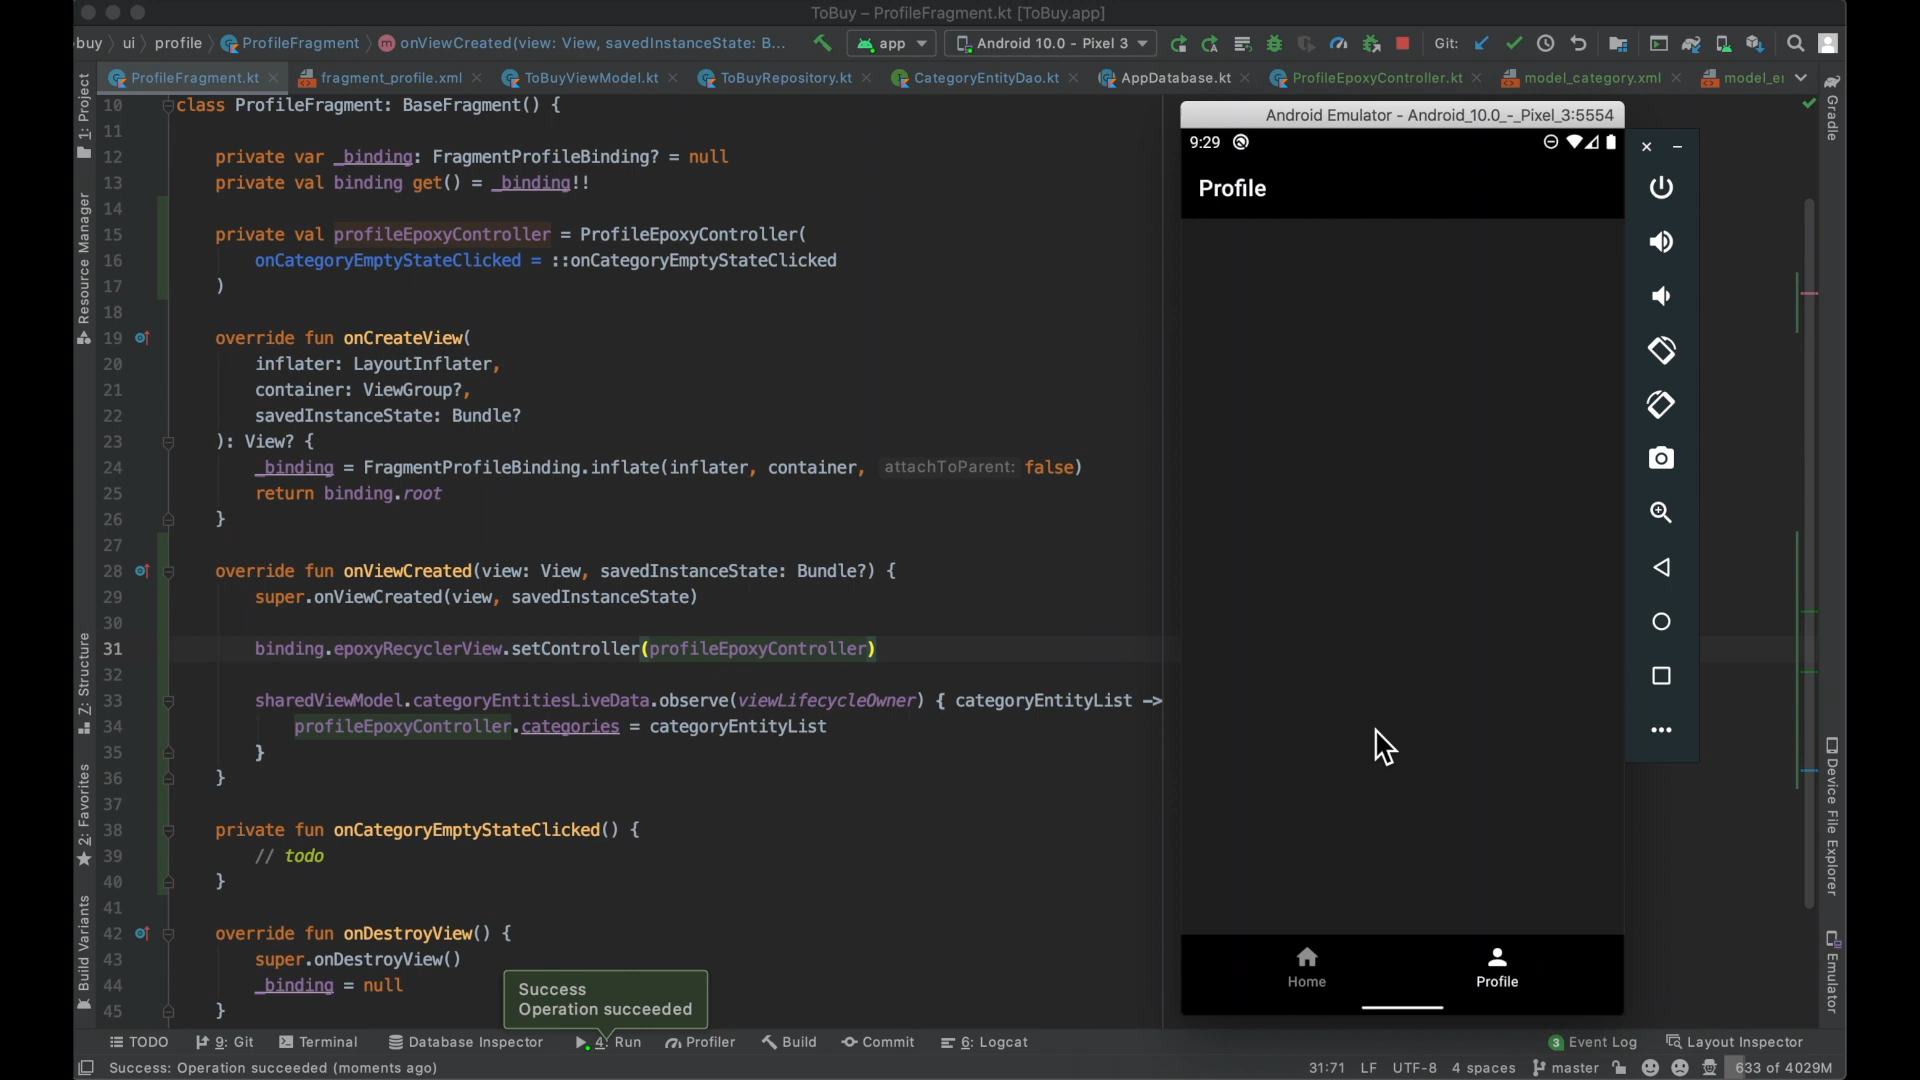 ToBuy – ProfileFragment.kt [ToBuy.app]
buy ui profile ProfileFragment onViewCreated(view: View, savedInstanceState: B... app Android 10.0 - Pixel 3 Git:
ProfileFragment.kt fragment_profile.xml ToBuyViewModel.kt ToBuyRepository.kt CategoryEntityDao.kt AppDatabase.kt ProfileEpoxyController.kt model_category.xml
1: Project
Resource Manager
7: Structure
2: Favorites
Build Variants
10 class ProfileFragment: BaseFragment() {
11
12 private var _binding: FragmentProfileBinding? = null
13 private val binding get() = _binding!!
14
15 private val profileEpoxyController = ProfileEpoxyController(
16 onCategoryEmptyStateClicked = ::onCategoryEmptyStateClicked
17 )
18
19 override fun onCreateView(
20 inflater: LayoutInflater,
21 container: ViewGroup?,
22 savedInstanceState: Bundle?
23 ): View? {
24 _binding = FragmentProfileBinding.inflate(inflater, container, attachToParent: false)
25 return binding.root
26 }
27
28 override fun onViewCreated(view: View, savedInstanceState: Bundle?) {
29 super.onViewCreated(view, savedInstanceState)
30
31 binding.epoxyRecyclerView.setController(profileEpoxyController)
32
33 sharedViewModel.categoryEntitiesLiveData.observe(viewLifecycleOwner) { categoryEntityList ->
34 profileEpoxyController.categories = categoryEntityList
35 }
36 }
37
38 private fun onCategoryEmptyStateClicked() {
39 // todo
40 }
41
42 override fun onDestroyView() {
43 super.onDestroyView()
44 _binding = null
45 }
Success
Operation succeeded
Android Emulator - Android_10.0_-_Pixel_3:5554
9:29
Profile
Home
Profile
Gradle
Device File Explorer
Emulator
TODO 9: Git Terminal Database Inspector 4: Run Profiler Build Commit 6: Logcat 3 Event Log Layout Inspector
Success: Operation succeeded (moments ago) 31:71 LF UTF-8 4 spaces master 633 of 4029M